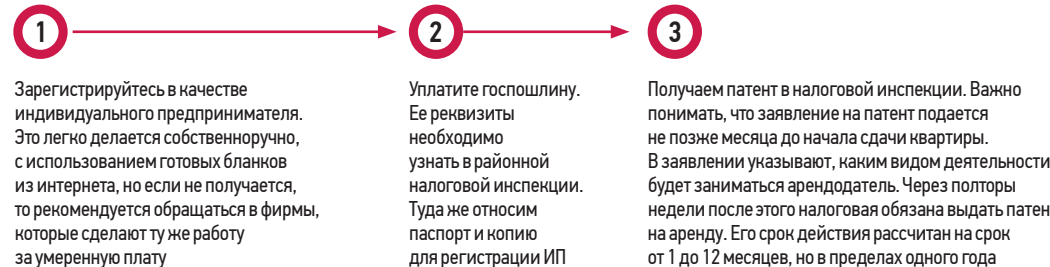 1
Зарегистрируйтесь в качестве
индивидуального предпринимателя.
Это легко делается собственноручно,
с использованием готовых бланков
из интернета, но если не получается,
то рекомендуется обращаться в фирмы,
которые сделают ту же работу
за умеренную плату
2
Уплатите госпошлину.
Ее реквизиты
необходимо
узнать в районной
налоговой инспекции.
Туда же относим
паспорт и копию
для регистрации ИП
3
Получаем патент в налоговой инспекции. Важно
понимать, что заявление на патент подается
не позже месяца до начала сдачи квартиры.
В заявлении указывают, каким видом деятельности
будет заниматься арендодатель. Через полторы
недели после этого налоговая обязана выдать патен
на аренду. Его срок действия рассчитан на срок
от 1 до 12 месяцев, но в пределах одного года